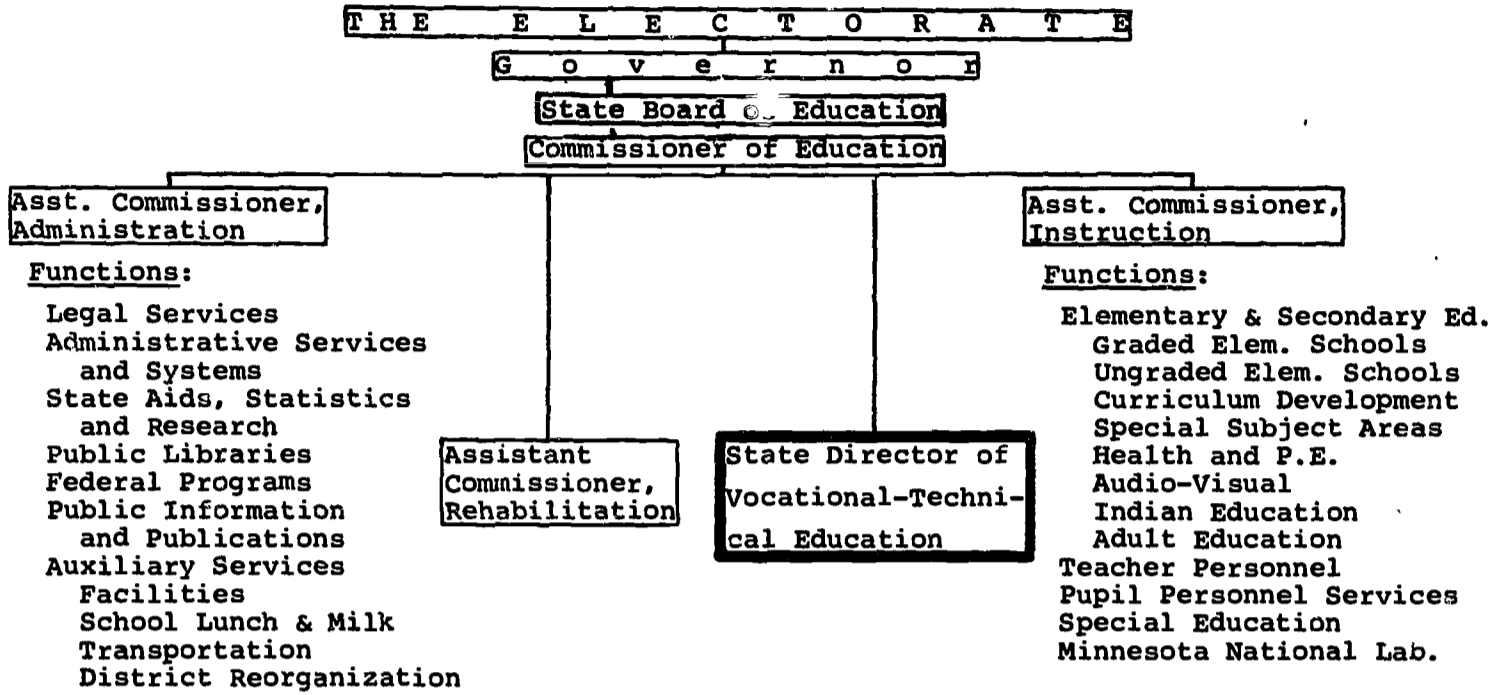 THE ELECTORATE
Governor
State Board Education
Commissioner of Education
Asst. Commissioner,
Administration
Functions:
Legal Services
Administrative Services
and Systems
State Aids, Statistics
and Research
Public Libraries
Federal Programs
Public Information
and Publications
Auxiliary Services
Facilities
School Lunch & Milk
Transportation
District Reorganization
Assistant
Commissioner,
Rehabilitation
State Director of
Vocational-Techni-
cal Education
Asst. Commissioner,
Instruction
Functions:
Elementary & Secondary Ed.
Graded Elem. Schools
Ungraded Elem. Schools
Curriculum Development
Special Subject Areas
Health and P.E.
Audio-Visual
Indian Education
Adult Education
Teacher Personnel
Pupil Personnel Services
Special Education
Minnesota National Lab.